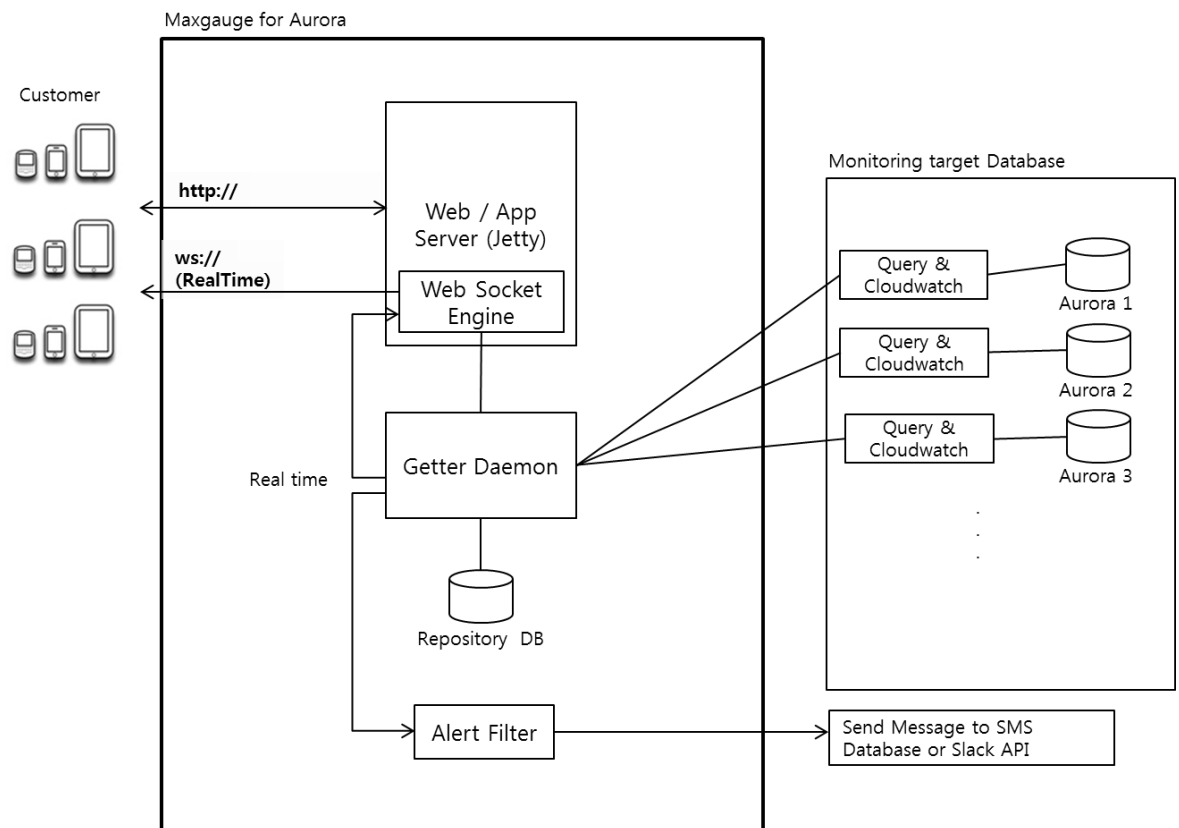 Maxgauge for Aurora
Customer
http://
ws://
(RealTime)
Web / App
Server (Jetty)
Web Socket
Engine
Real time
Getter Daemon
Repository DB
Alert Filter
Monitoring target Database
Query &
Cloudwatch
Aurora 1
Query &
Cloudwatch
Aurora 2
Query &
Cloudwatch
Aurora 3
Send Message to SMS
Database or Slack API